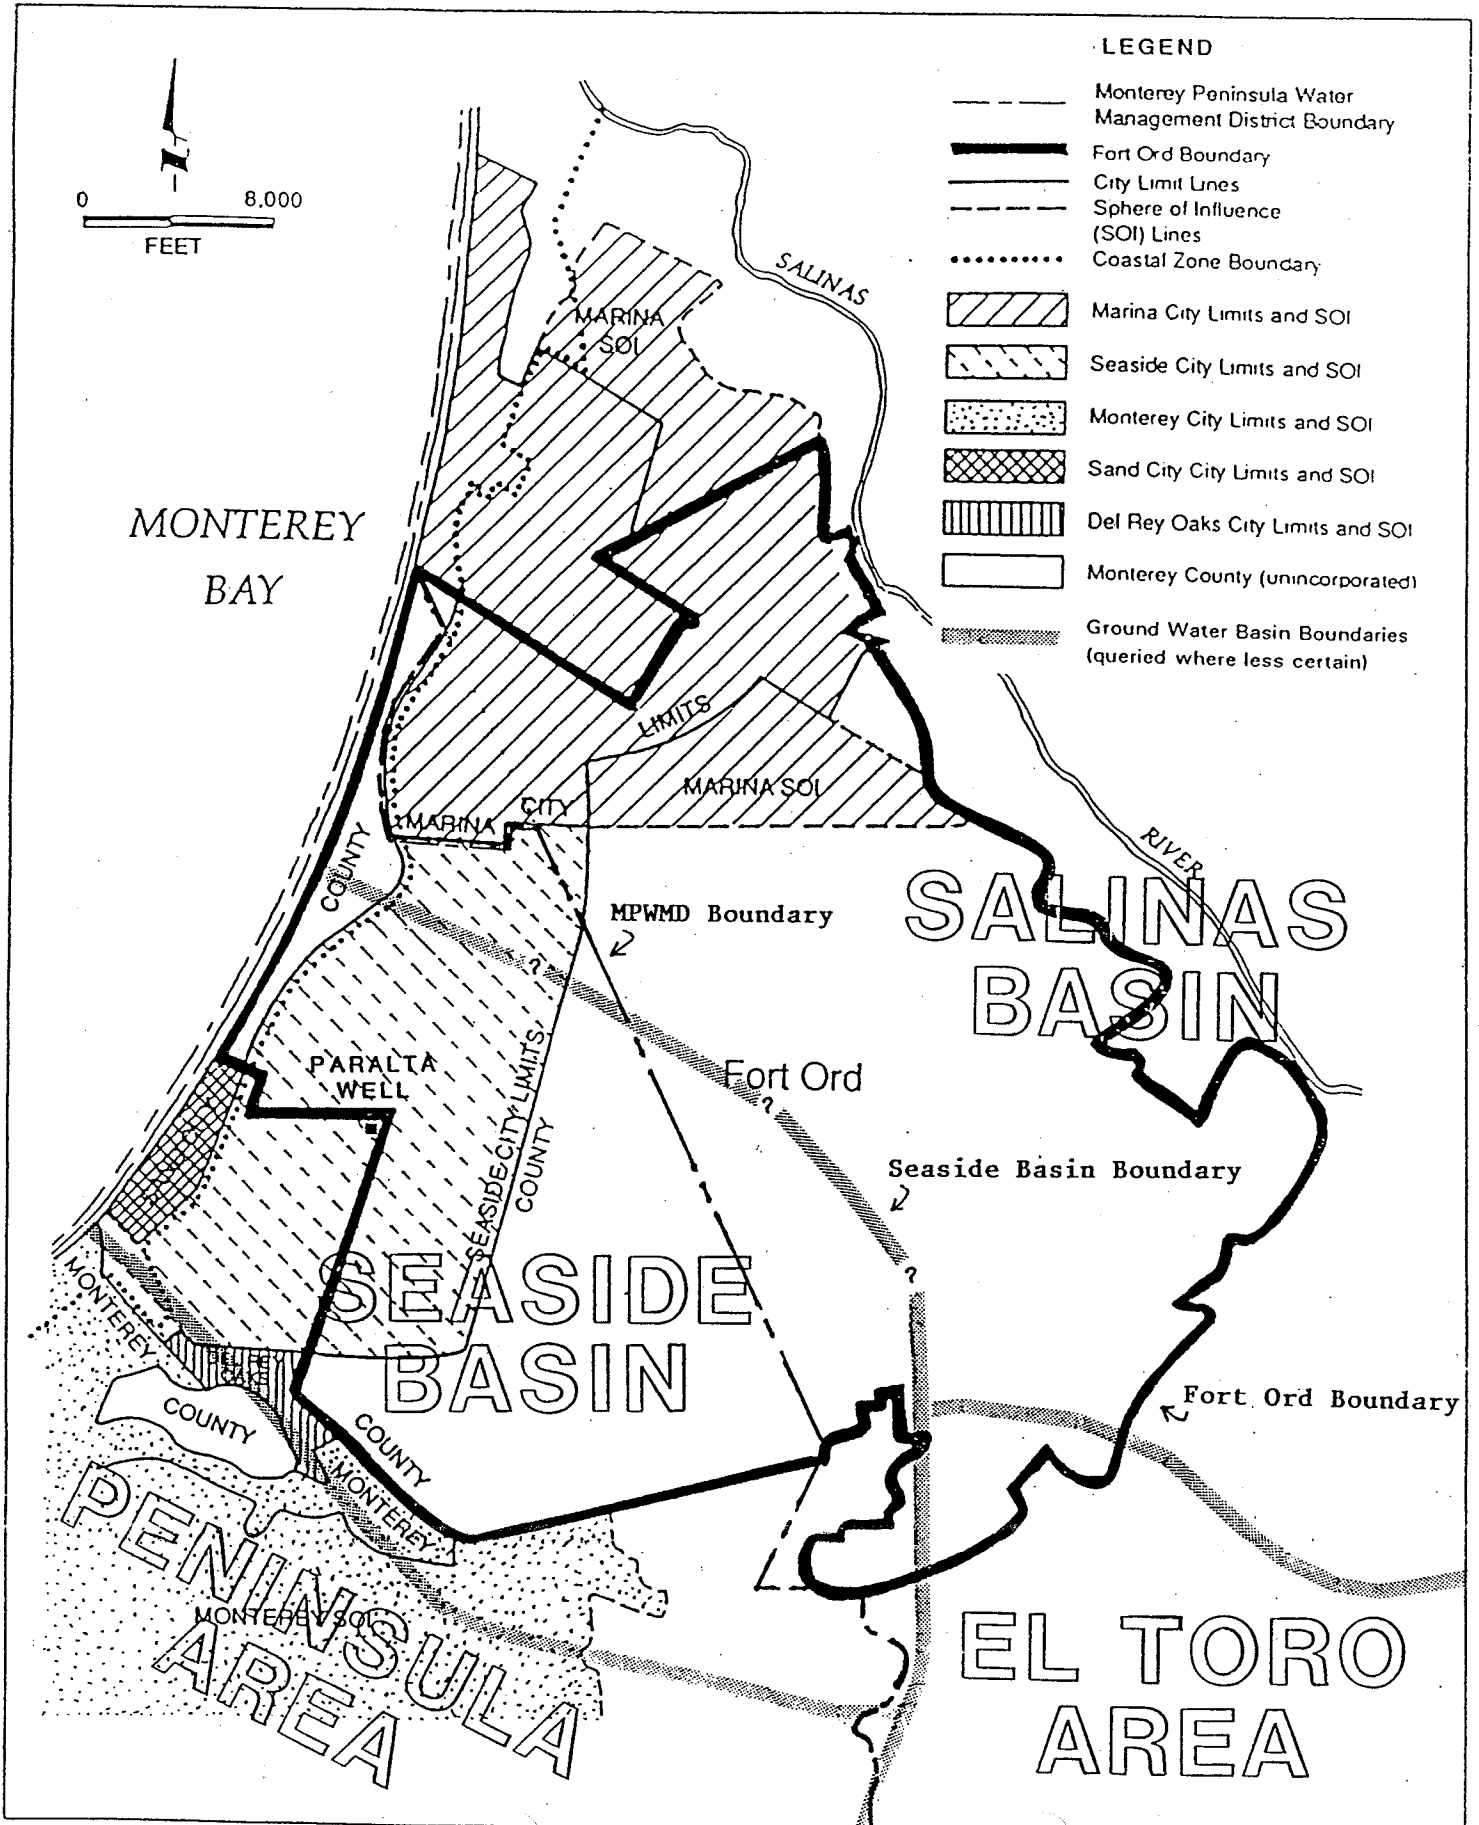 LEGEND
Monterey Peninsula Water
Management District Boundary
Fort Ord Boundary
City Limit Lines
Sphere of Influence
(SOI) Lines
Coastal Zone Boundary
Marina City Limits and SOI
Seaside City Limits and SOI
Monterey City Limits and SOI
Sand City City Limits and SOI
Del Rey Oaks City Limits and SOI
Monterey County (unincorporated)
Ground Water Basin Boundaries
(queried where less certain)
N
0 8,000
FEET
SALINAS
MARINA
SOI
MONTEREY
BAY
LIMITS
MARINA SOI
CITY
MARINA
COUNTY
RIVER
SALINAS
BASIN
MPWMD Boundary
?
PARALTA
WELL
Fort Ord
?
SEASIDE CITY LIMITS
COUNTY
Seaside Basin Boundary
?
SEASIDE
BASIN
MONTEREY
COUNTY
COUNTY
MONTEREY
Fort Ord Boundary
PENINSULA
AREA
MONTEREY SOI
EL TORO
AREA